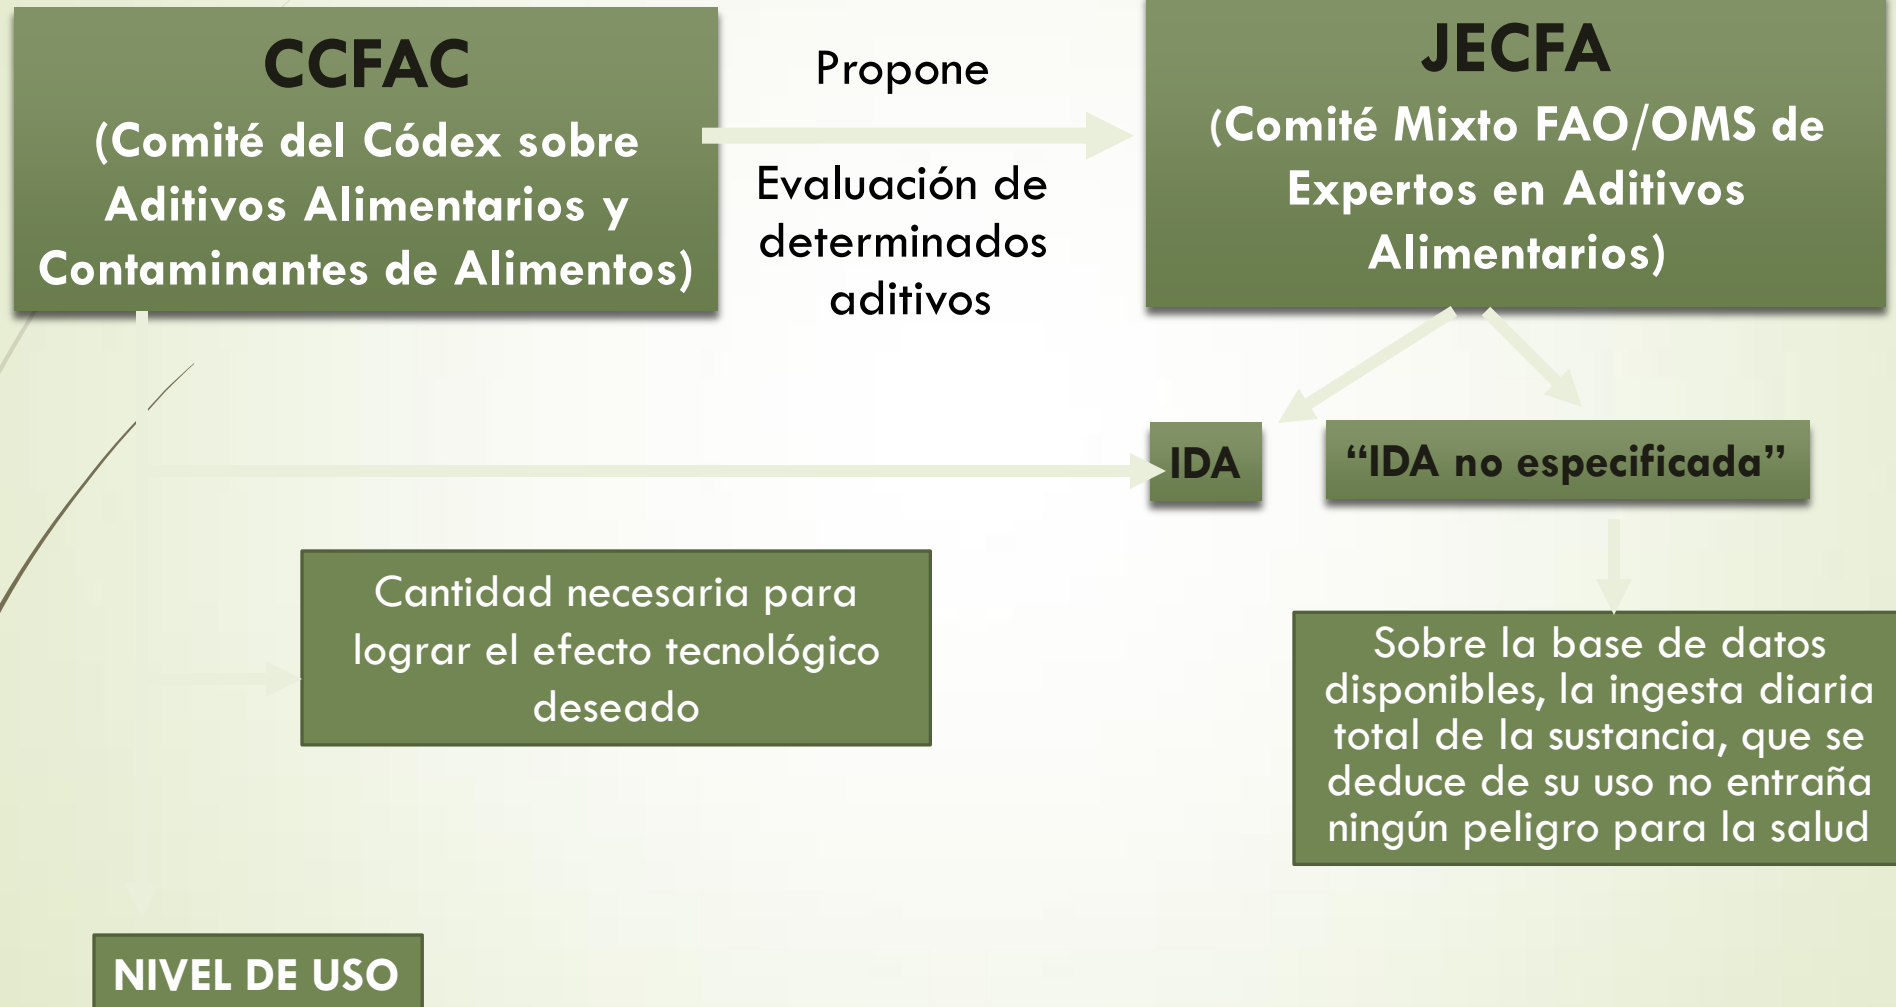 CCFAC
(Comité del Códex sobre
Aditivos Alimentarios y
Contaminantes de Alimentos)
Propone
Evaluación de
determinados
aditivos
JECFA
(Comité Mixto FAO/OMS de
Expertos en Aditivos
Alimentarios)
IDA
“IDA no especificada”
Cantidad necesaria para
lograr el efecto tecnológico
deseado
Sobre la base de datos
disponibles, la ingesta diaria
total de la sustancia, que se
deduce de su uso no entraña
ningún peligro para la salud
NIVEL DE USO